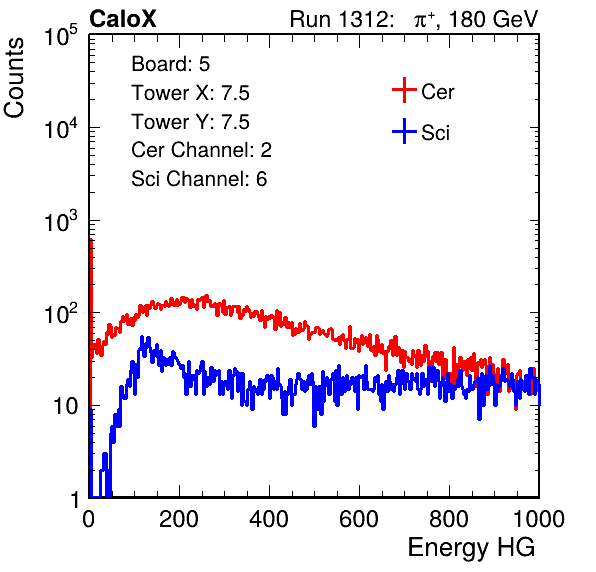 CaloX Run 1312: π⁺, 180 GeV
Counts
Board: 5
Tower X: 7.5
Tower Y: 7.5
Cer Channel: 2
Sci Channel: 6
Cer
Sci
10⁵
10⁴
10³
10²
10
1
0 200 400 600 800 1000
Energy HG